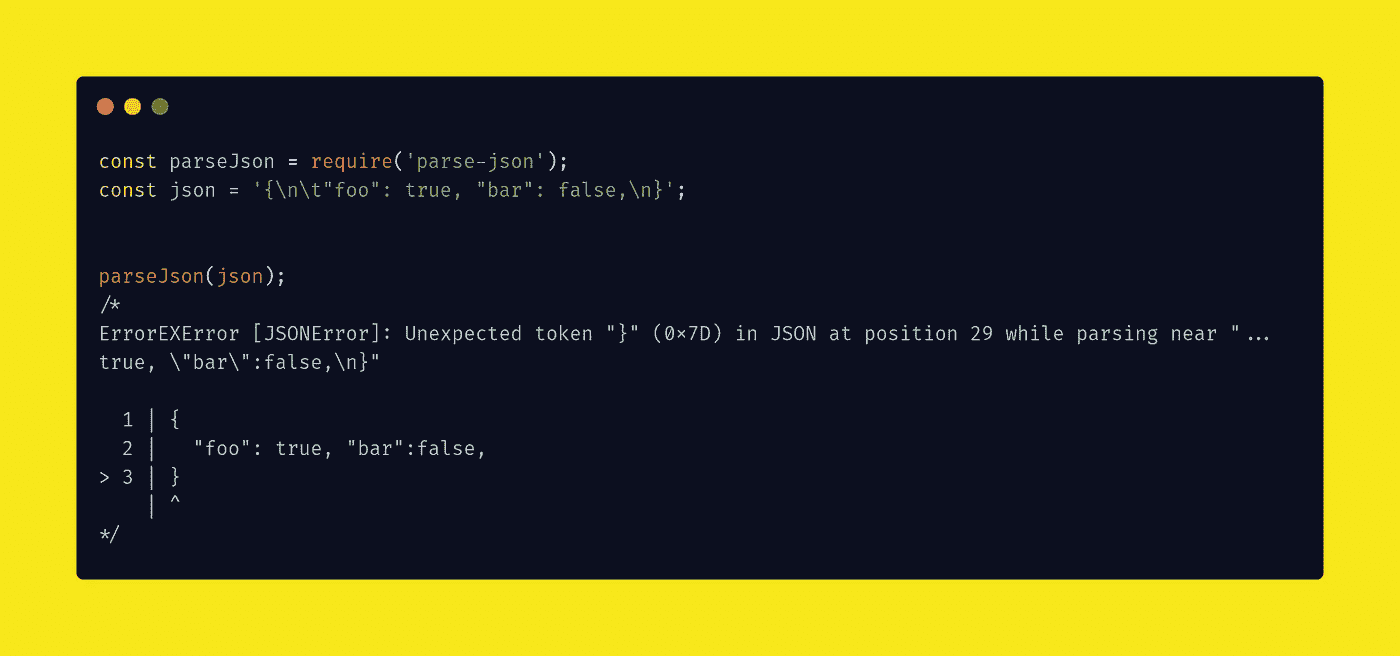 const parseJson = require('parse-json');
const json = '{\n\t"foo": true, "bar": false,\n}';
parseJson(json);
/*
ErrorEXError [JSONError]: Unexpected token "}" (0×7D) in JSON at position 29 while parsing near "...
true, \"bar\":false,\n}"
  1 | {
  2 |   "foo": true, "bar":false,
> 3 | }
    | ^
*/